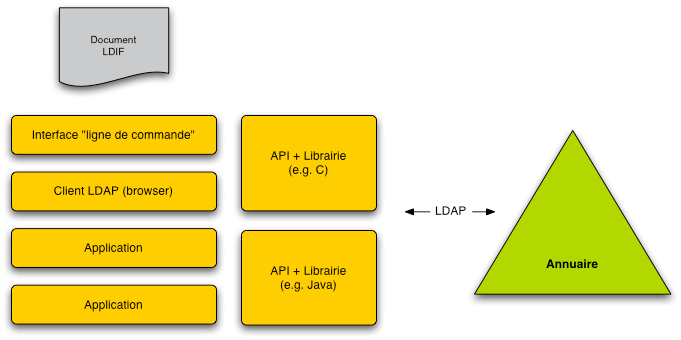 Document
LDIF
Interface "ligne de commande"
API + Librairie
(e.g. C)
Client LDAP (browser)
LDAP
Application
API + Librairie
(e.g. Java)
Annuaire
Application